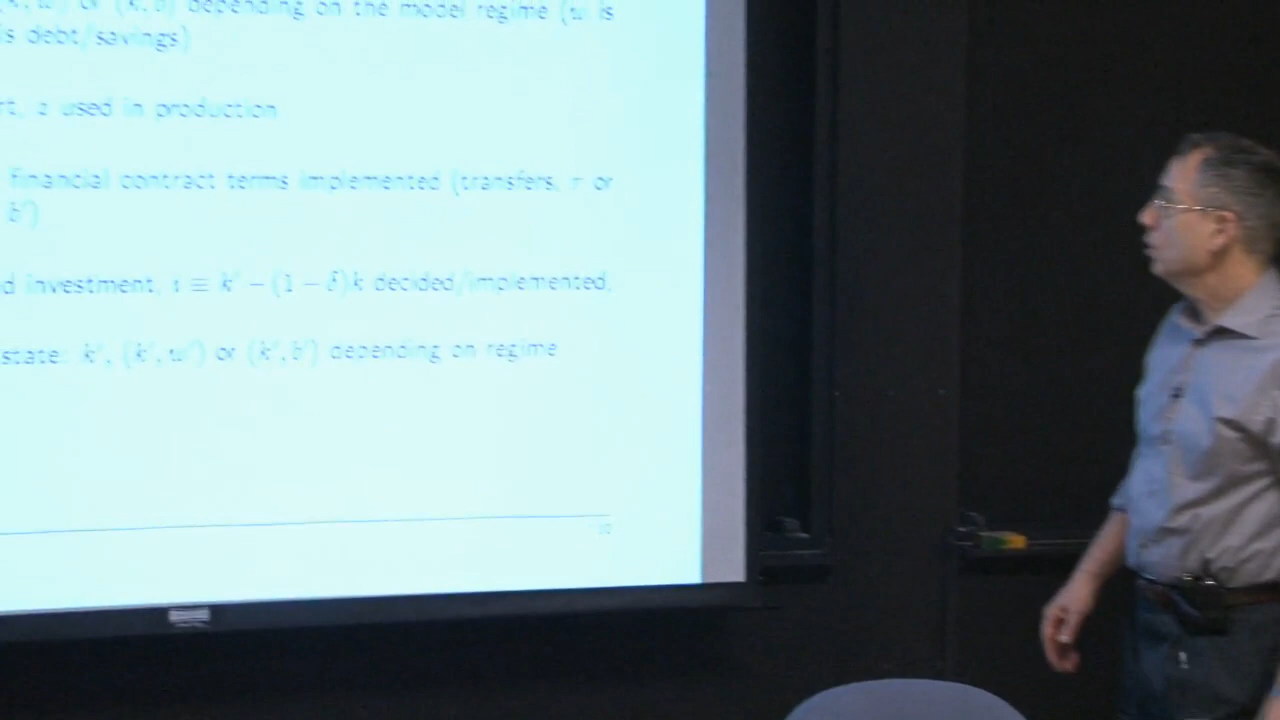 or (k, b) depending on the model regime (w is
s debt/savings)
rt, z used in production
financial contract terms implemented (transfers, τ or
b')
d investment, i ≡ k' − (1 − δ)k decided/implemented,
state: k', (k', w') or (k', b') depending on regime